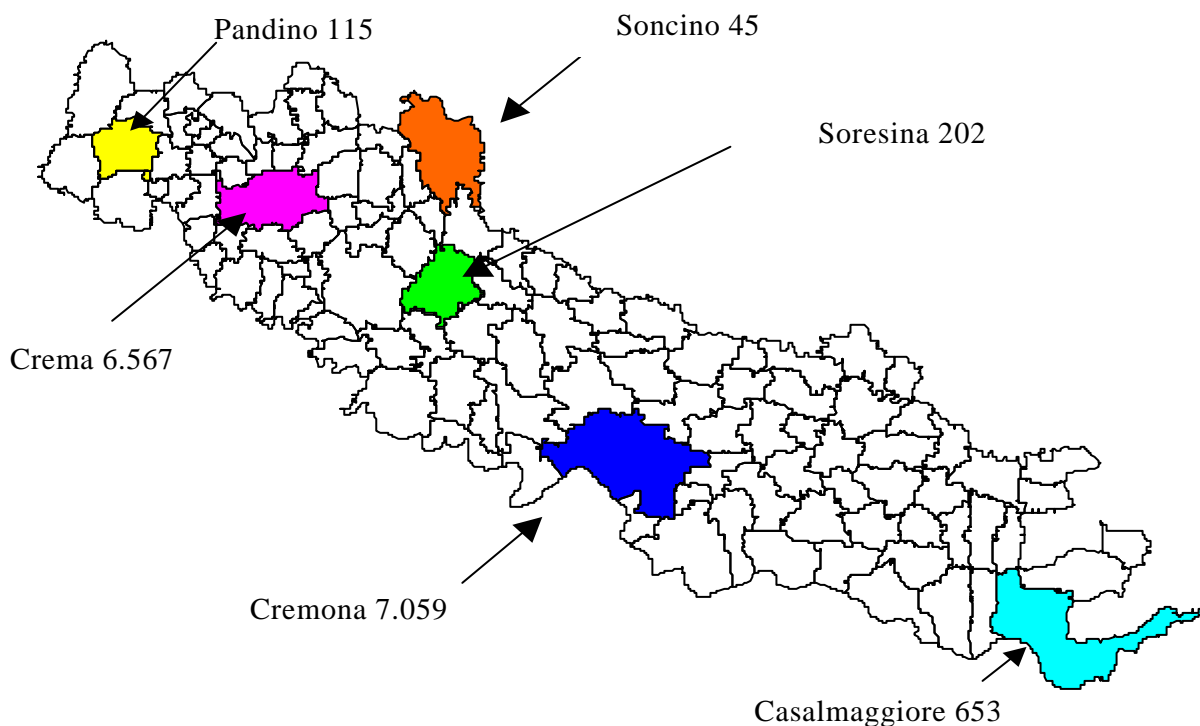 Pandino 115
Soncino 45
Soresina 202
Crema 6.567
Cremona 7.059
Casalmaggiore 653